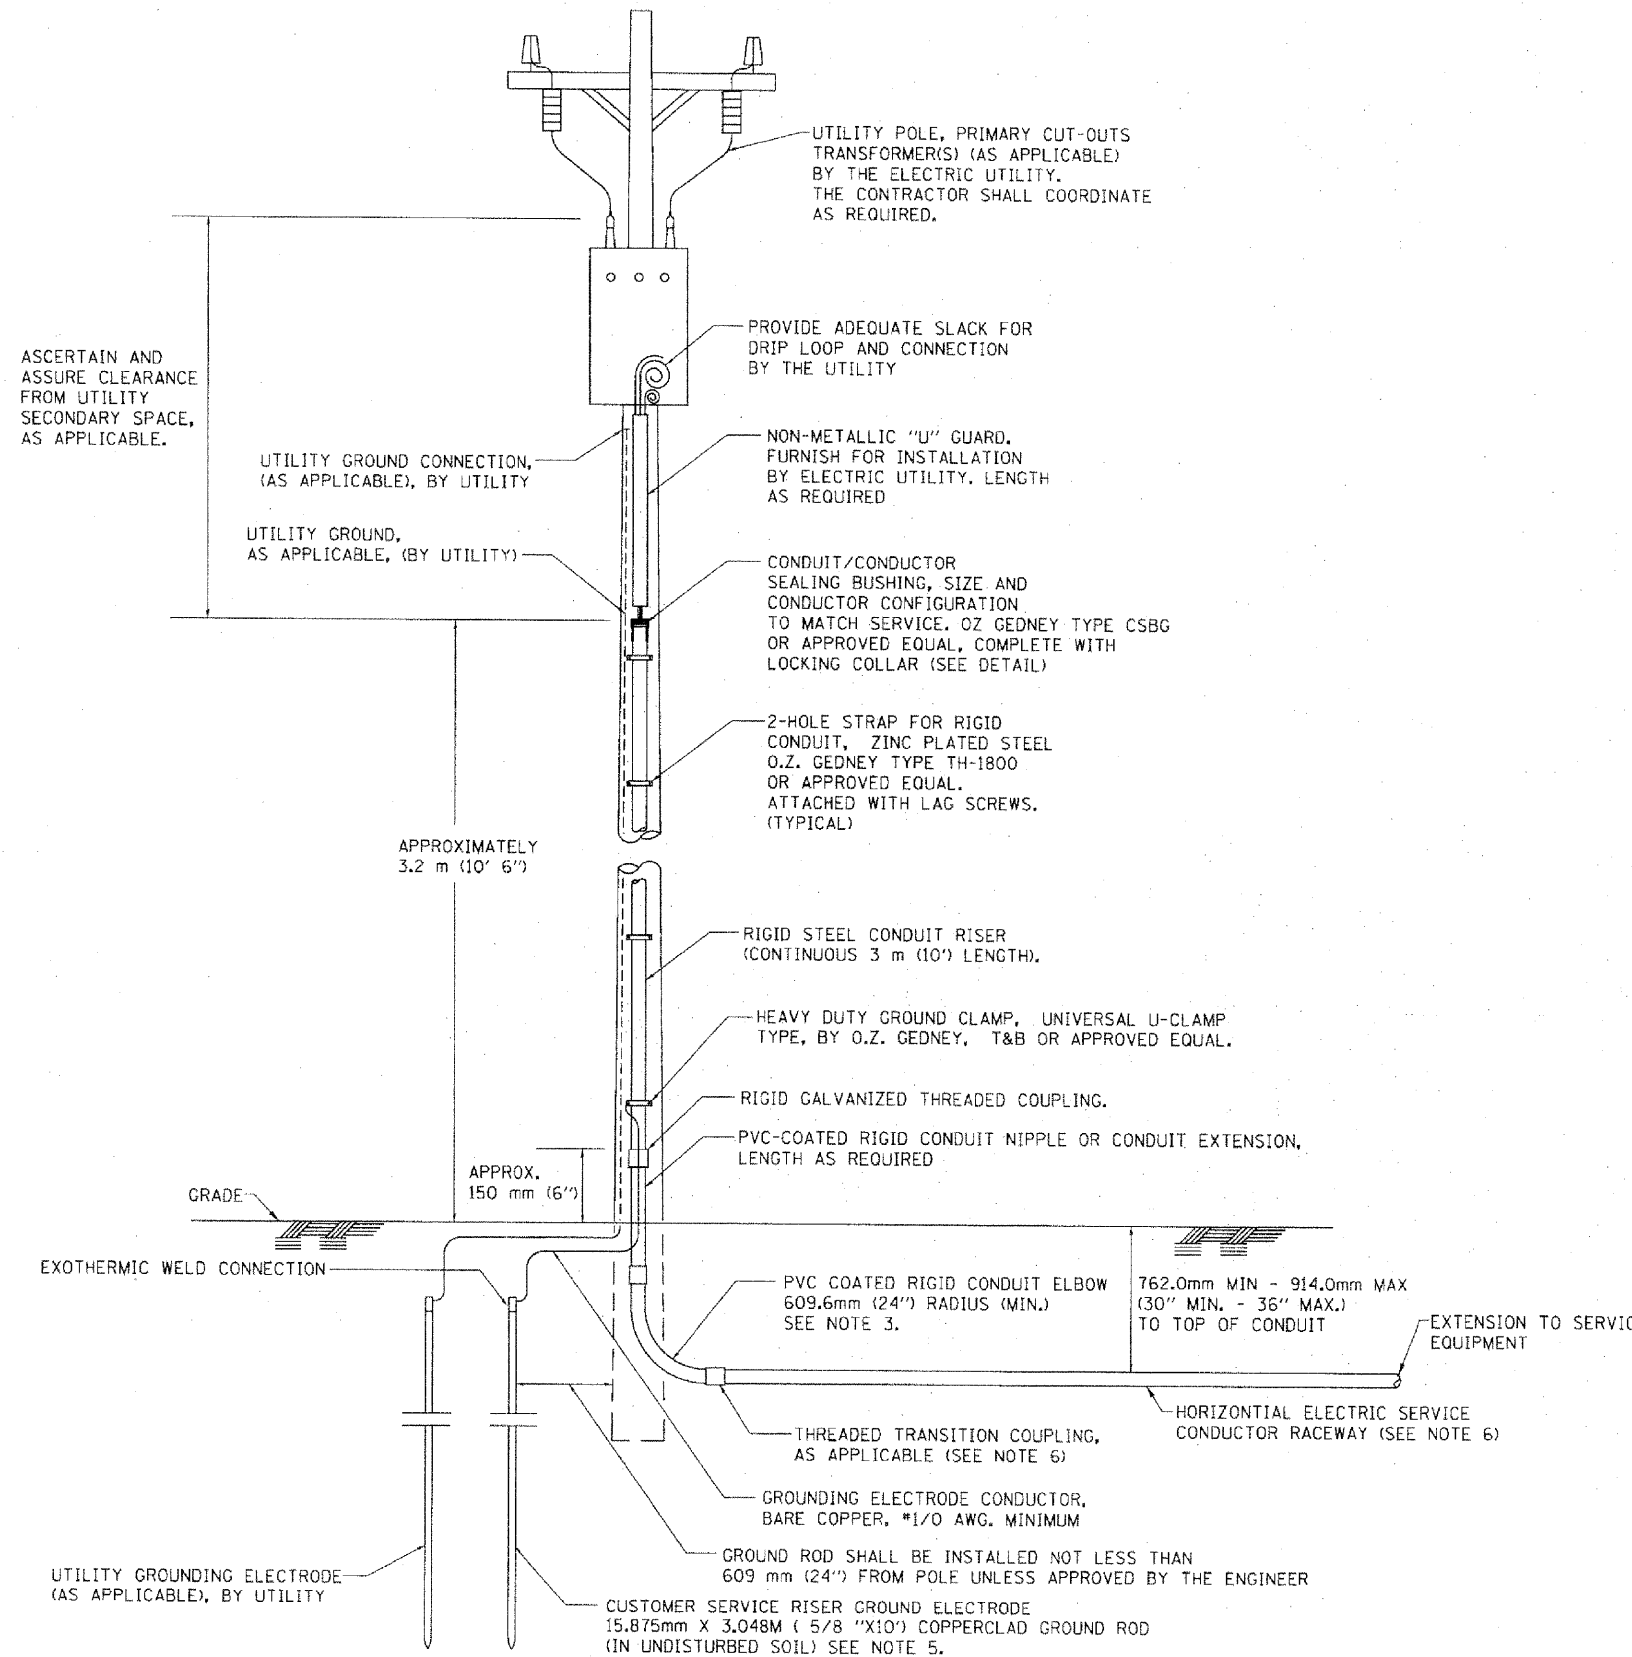 UTILITY POLE, PRIMARY CUT-OUTS
TRANSFORMER(S) (AS APPLICABLE)
BY THE ELECTRIC UTILITY.
THE CONTRACTOR SHALL COORDINATE
AS REQUIRED.
PROVIDE ADEQUATE SLACK FOR
DRIP LOOP AND CONNECTION
BY THE UTILITY
ASCERTAIN AND
ASSURE CLEARANCE
FROM UTILITY
SECONDARY SPACE,
AS APPLICABLE.
UTILITY GROUND CONNECTION,
(AS APPLICABLE), BY UTILITY
NON-METALLIC "U" GUARD.
FURNISH FOR INSTALLATION
BY ELECTRIC UTILITY. LENGTH
AS REQUIRED
UTILITY GROUND,
AS APPLICABLE, (BY UTILITY)
CONDUIT/CONDUCTOR
SEALING BUSHING, SIZE AND
CONDUCTOR CONFIGURATION
TO MATCH SERVICE. OZ GEDNEY TYPE CSBG
OR APPROVED EQUAL, COMPLETE WITH
LOCKING COLLAR (SEE DETAIL)
2-HOLE STRAP FOR RIGID
CONDUIT, ZINC PLATED STEEL
O.Z. GEDNEY TYPE TH-1800
OR APPROVED EQUAL.
ATTACHED WITH LAG SCREWS.
(TYPICAL)
APPROXIMATELY
3.2 m (10' 6")
RIGID STEEL CONDUIT RISER
(CONTINUOUS 3 m (10') LENGTH).
HEAVY DUTY GROUND CLAMP, UNIVERSAL U-CLAMP
TYPE, BY O.Z. GEDNEY, T&B OR APPROVED EQUAL.
RIGID GALVANIZED THREADED COUPLING.
PVC-COATED RIGID CONDUIT NIPPLE OR CONDUIT EXTENSION,
LENGTH AS REQUIRED
APPROX.
150 mm (6")
GRADE
EXOTHERMIC WELD CONNECTION
PVC COATED RIGID CONDUIT ELBOW
609.6mm (24") RADIUS (MIN.)
SEE NOTE 3.
762.0mm MIN - 914.0mm MAX
(30" MIN. - 36" MAX.)
TO TOP OF CONDUIT
EXTENSION TO SERVIC
EQUIPMENT
HORIZONTIAL ELECTRIC SERVICE
CONDUCTOR RACEWAY (SEE NOTE 6)
THREADED TRANSITION COUPLING,
AS APPLICABLE (SEE NOTE 6)
GROUNDING ELECTRODE CONDUCTOR,
BARE COPPER, #1/0 AWG. MINIMUM
GROUND ROD SHALL BE INSTALLED NOT LESS THAN
609 mm (24") FROM POLE UNLESS APPROVED BY THE ENGINEER
UTILITY GROUNDING ELECTRODE
(AS APPLICABLE), BY UTILITY
CUSTOMER SERVICE RISER GROUND ELECTRODE
15.875mm X 3.048M ( 5/8 "X10') COPPERCLAD GROUND ROD
(IN UNDISTURBED SOIL) SEE NOTE 5.